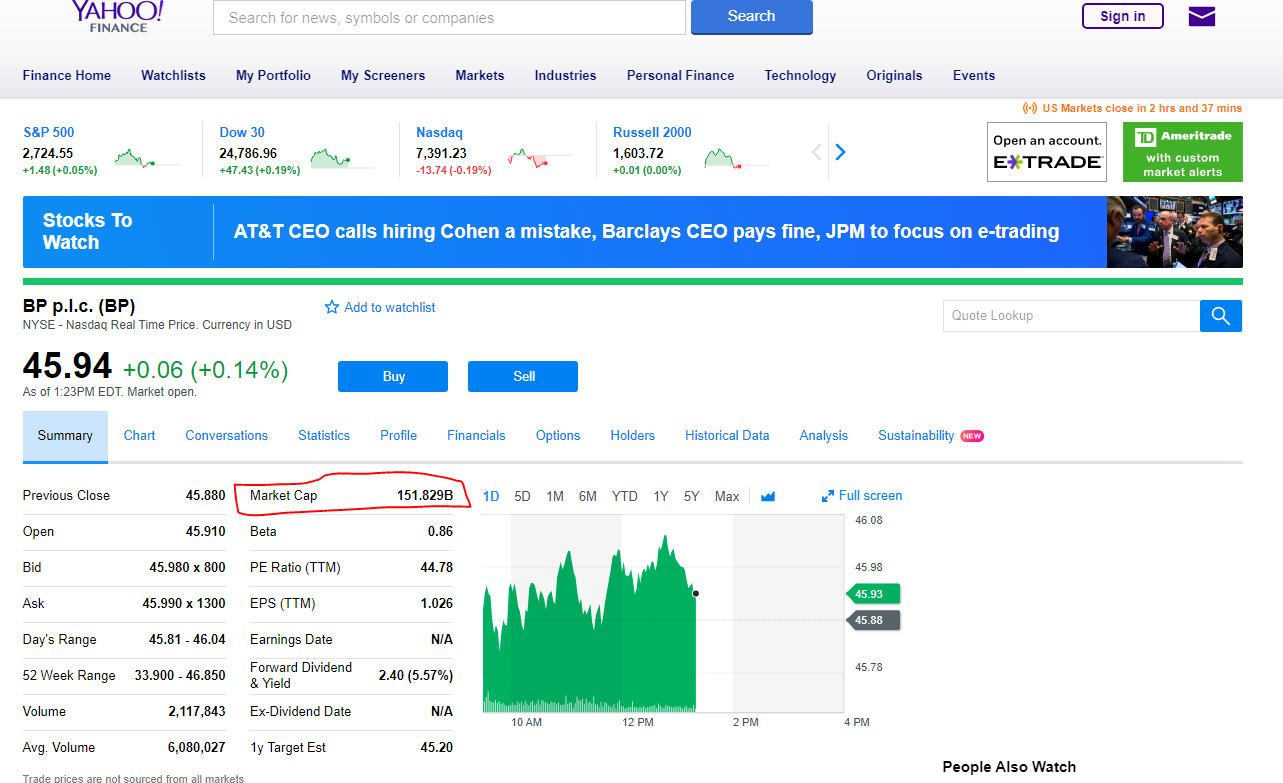 YAHOO!
FINANCE
Search for news, symbols or companies
Search
Sign in
Finance Home Watchlists My Portfolio My Screeners Markets Industries Personal Finance Technology Originals Events
US Markets close in 2 hrs and 37 mins
S&P 500
2,724.55
+1.48 (+0.05%)
Dow 30
24,786.96
+47.43 (+0.19%)
Nasdaq
7,391.23
-13.74 (-0.19%)
Russell 2000
1,603.72
+0.01 (0.00%)
Open an account.
E*TRADE
TD Ameritrade
with custom
market alerts
Stocks To
Watch
AT&T CEO calls hiring Cohen a mistake, Barclays CEO pays fine, JPM to focus on e-trading
BP p.l.c. (BP)
Add to watchlist
NYSE - Nasdaq Real Time Price. Currency in USD
Quote Lookup
45.94 +0.06 (+0.14%)
As of 1:23PM EDT. Market open.
Buy
Sell
Summary Chart Conversations Statistics Profile Financials Options Holders Historical Data Analysis Sustainability NEW
Previous Close 45.880
Open 45.910
Bid 45.980 x 800
Ask 45.990 x 1300
Day's Range 45.81 - 46.04
52 Week Range 33.900 - 46.850
Volume 2,117,843
Avg. Volume 6,080,027
Market Cap 151.829B
Beta 0.86
PE Ratio (TTM) 44.78
EPS (TTM) 1.026
Earnings Date N/A
Forward Dividend
& Yield 2.40 (5.57%)
Ex-Dividend Date N/A
1y Target Est 45.20
1D 5D 1M 6M YTD 1Y 5Y Max
Full screen
46.08
45.98
45.93
45.88
45.78
10 AM 12 PM 2 PM 4 PM
Trade prices are not sourced from all markets
People Also Watch